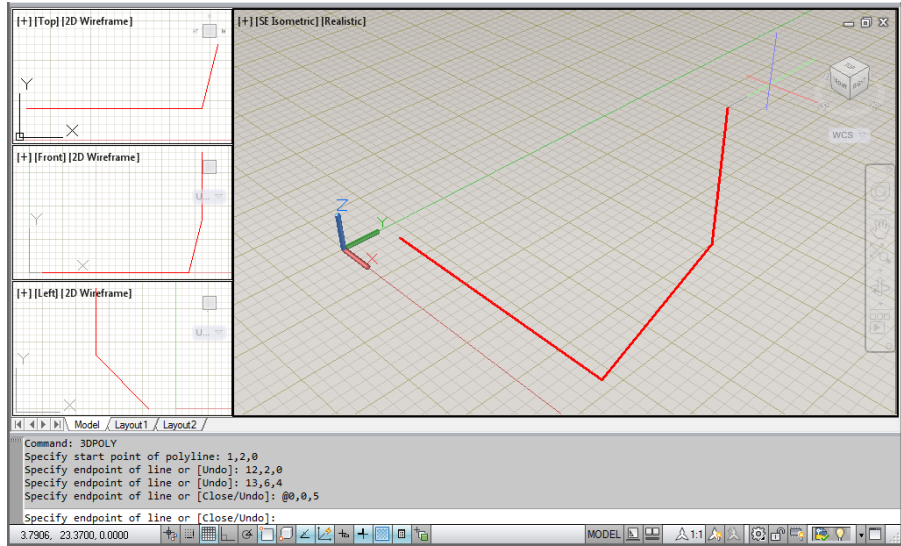 [+] [Top] [2D Wireframe]
[+] [SE Isometric] [Realistic]
Y
X
[+] [Front] [2D Wireframe]
U...
Y
X
[+] [Left] [2D Wireframe]
U...
Y
X
Z
Y
X
TOP
WCS
Model / Layout1 / Layout2 /
Command: 3DPOLY
Specify start point of polyline: 1,2,0
Specify endpoint of line or [Undo]: 12,2,0
Specify endpoint of line or [Undo]: 13,6,4
Specify endpoint of line or [Close/Undo]: @0,0,5
Specify endpoint of line or [Close/Undo]:
3.7906, 23.3700, 0.0000
MODEL
1:1